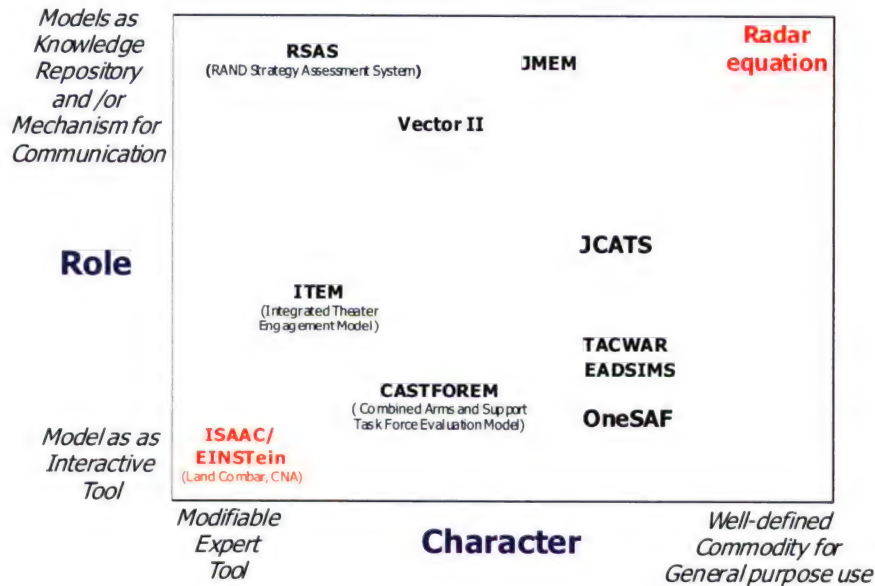 Models as
Knowledge
Repository
and /or
Mechanism for
Communication
RSAS
(RAND Strategy Assessment System)
JMEM
Radar
equation
Vector II
Role
JCATS
ITEM
(Integrated Theater
Engagement Model)
TACWAR
EADSIMS
CASTFOREM
( Combined Arms and Support
Task Force Evaluation Model)
OneSAF
Model as as
Interactive
Tool
ISAAC/
EINSTein
(Land Combar, CNA)
Modifiable
Expert
Tool
Character
Well-defined
Commodity for
General purpose use